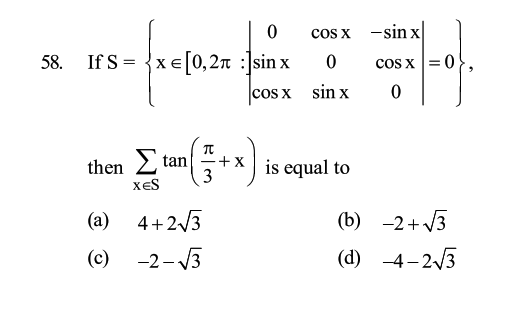 58. If S = { x ∈ [0, 2π : ] | 0 cos x −sin x |
| sin x 0 cos x | = 0 },
| cos x sin x 0 |
then ∑ tan(π/3 + x) is equal to
x∈S
(a) 4 + 2√3 (b) –2 + √3
(c) –2 – √3 (d) –4 – 2√3